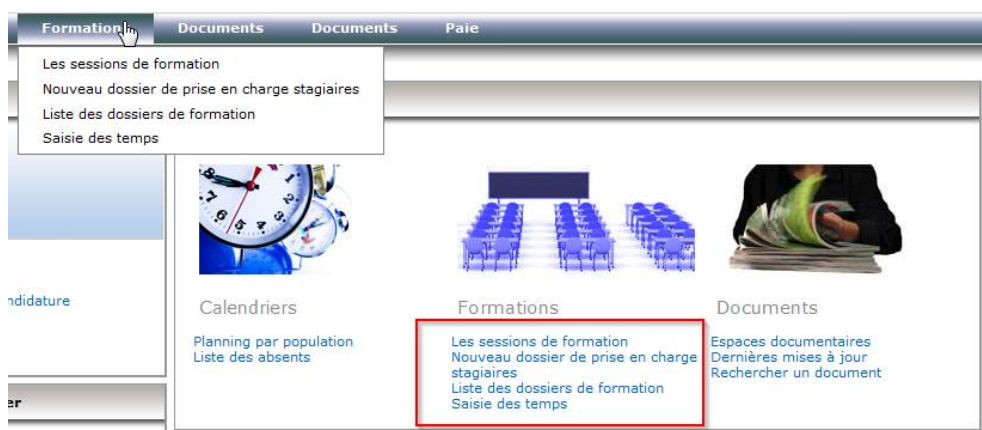 Formation Documents Documents Paie
Les sessions de formation
Nouveau dossier de prise en charge stagiaires
Liste des dossiers de formation
Saisie des temps
ndidature
er
Calendriers
Planning par population
Liste des absents
Formations
Les sessions de formation
Nouveau dossier de prise en charge
stagiaires
Liste des dossiers de formation
Saisie des temps
Documents
Espaces documentaires
Dernières mises à jour
Rechercher un document